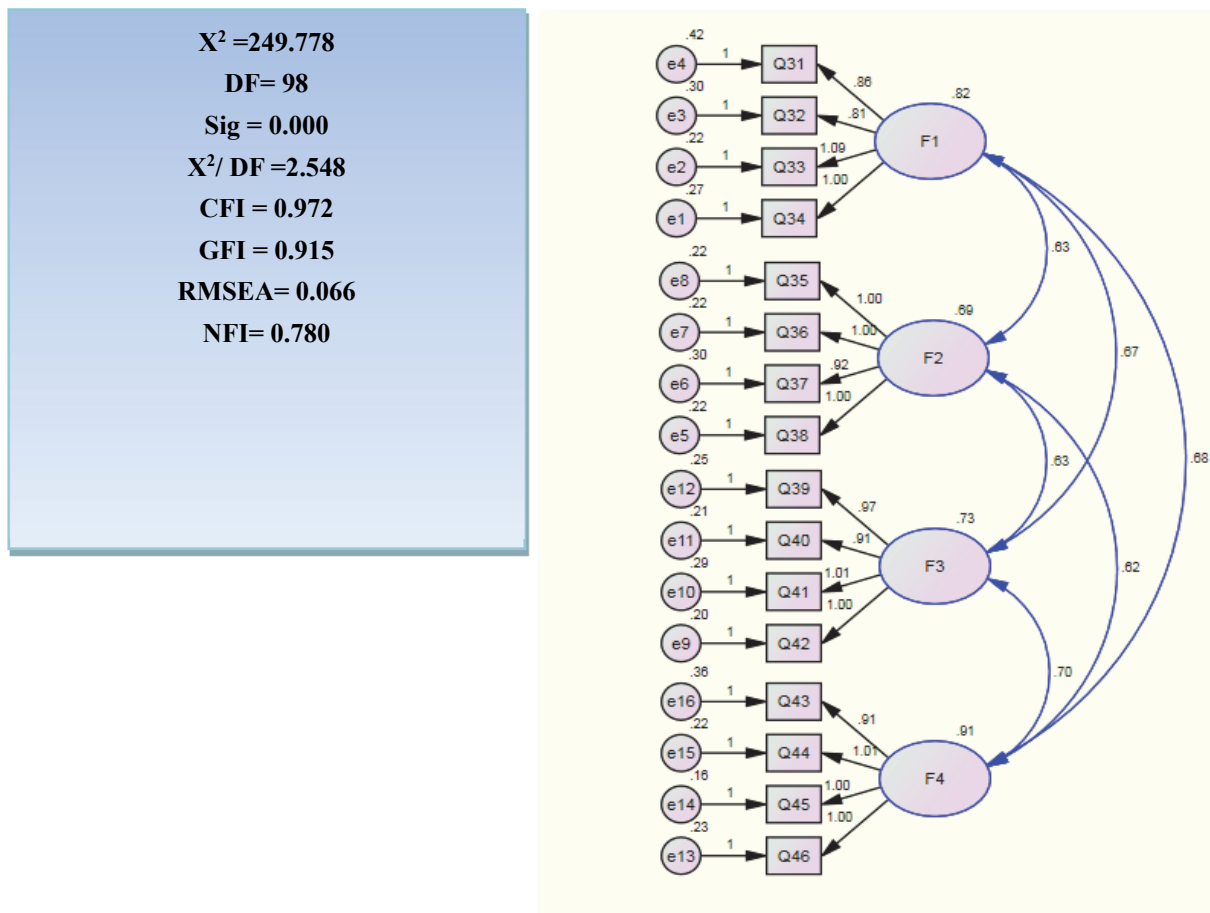 X² =249.778
DF= 98
Sig = 0.000
X²/ DF =2.548
CFI = 0.972
GFI = 0.915
RMSEA= 0.066
NFI= 0.780
.42
e4 1 Q31 .86
.30
e3 1 Q32 .81
.22
e2 1 Q33 1.09
.27
e1 1 Q34 1.00
.82
F1
.22
e8 1 Q35 1.00
.22
e7 1 Q36 1.00
.30
e6 1 Q37 .92
.22
e5 1 Q38 1.00
.69
F2
.25
e12 1 Q39 .97
.21
e11 1 Q40 .91
.29
e10 1 Q41 1.01
.20
e9 1 Q42 1.00
.73
F3
.36
e16 1 Q43 .91
.22
e15 1 Q44 1.01
.16
e14 1 Q45 1.00
.23
e13 1 Q46 1.00
.91
F4
.63
.67
.68
.63
.62
.70